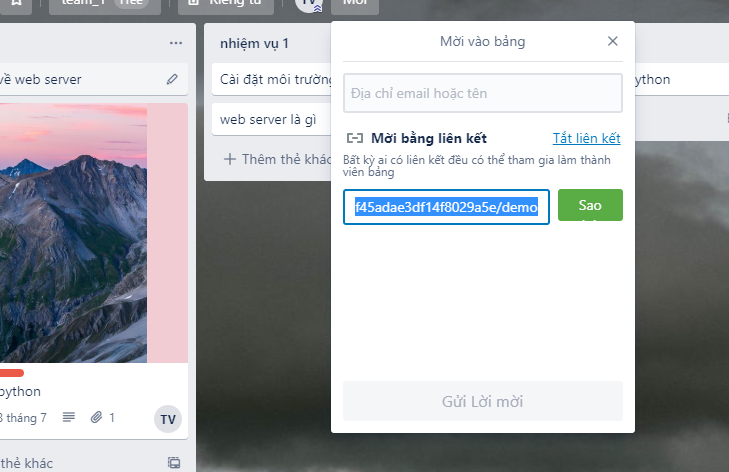 team_1 Free
Riêng tư
TV
Mời
nhiệm vụ 1
Mời vào bảng
về web server
Cài đặt môi trường
python
Địa chỉ email hoặc tên
web server là gì
Mời bằng liên kết
Tắt liên kết
Thêm thẻ khác
Bất kỳ ai có liên kết đều có thể tham gia làm thành
viên bảng
f45adae3df14f8029a5e/demo
Sao
python
tháng 7
1
TV
Gửi Lời mời
thẻ khác